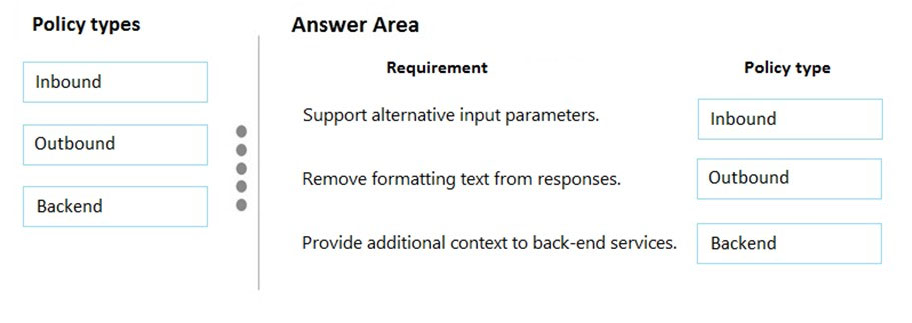 Policy types
Answer Area
Requirement
Policy type
Inbound
Support alternative input parameters.
Inbound
Outbound
Remove formatting text from responses.
Outbound
Backend
Provide additional context to back-end services.
Backend